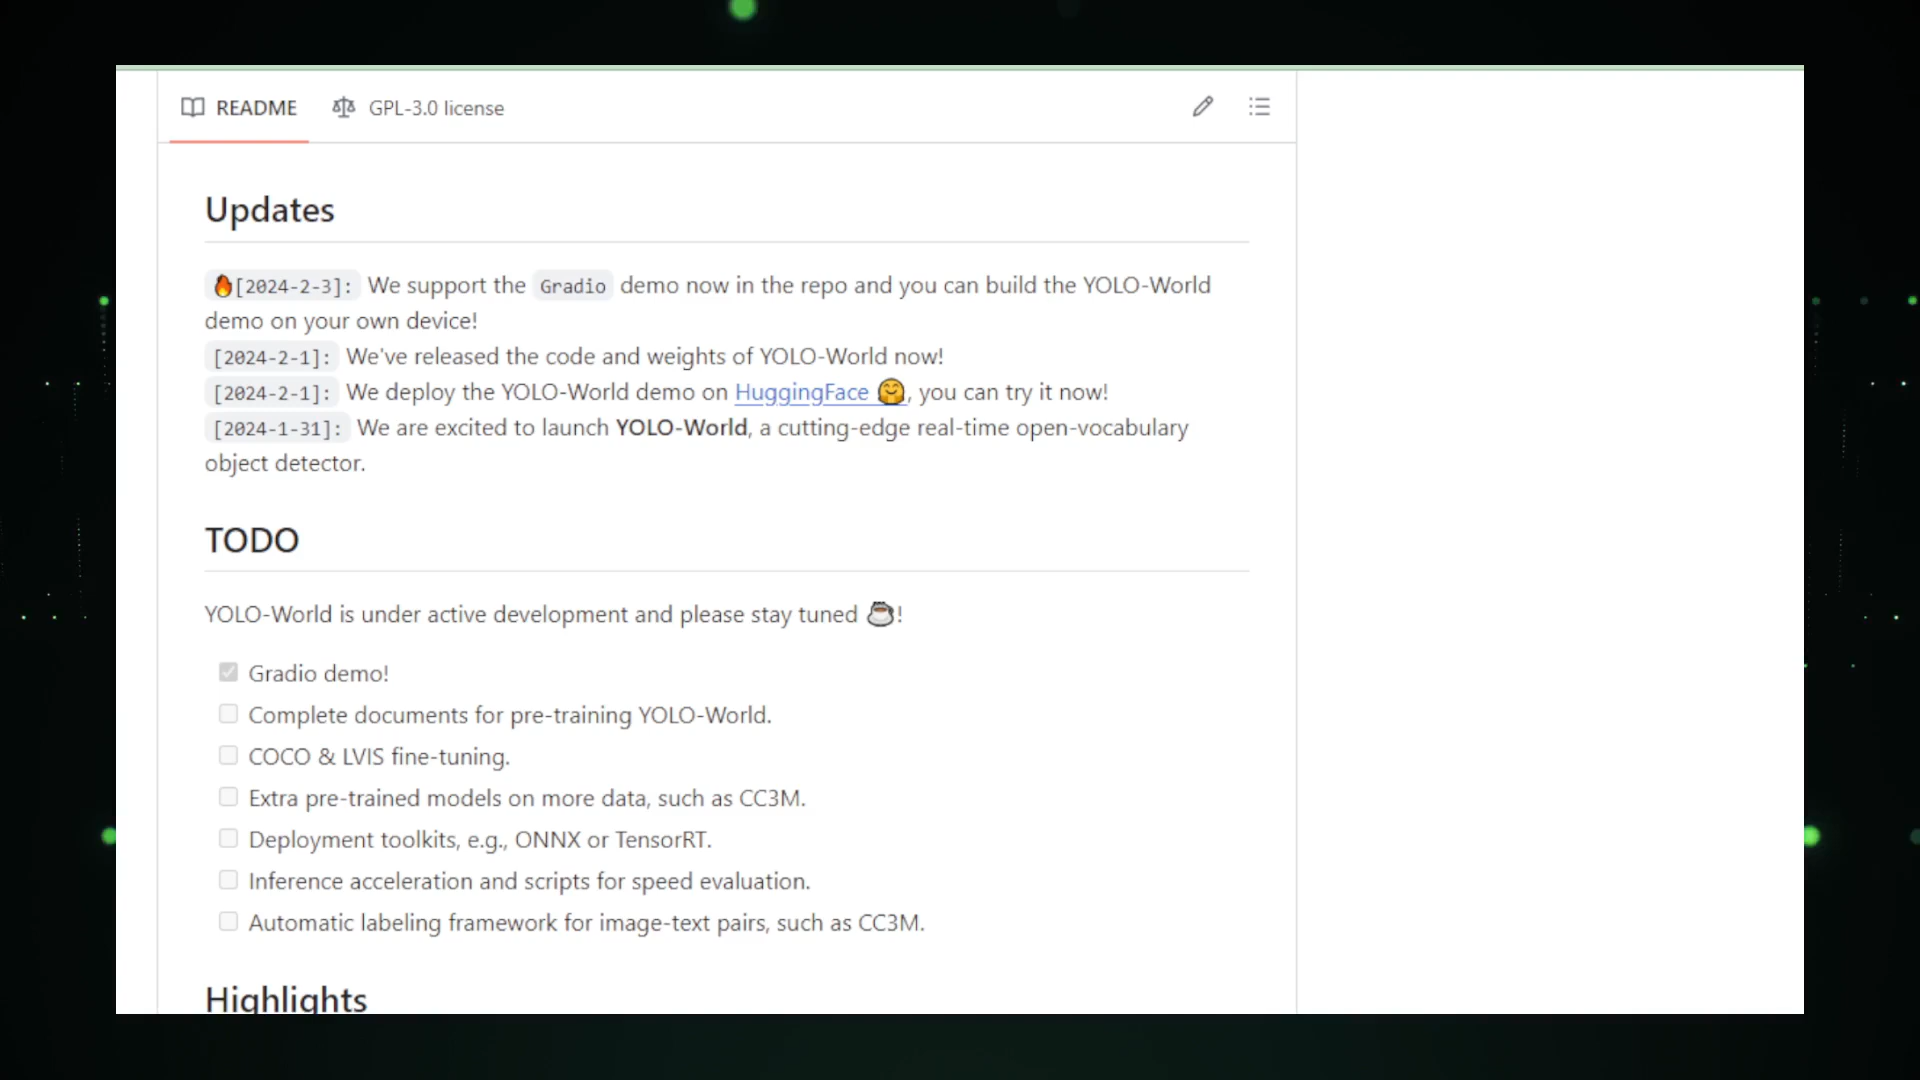 README GPL-3.0 license
Updates
🔥[2024-2-3]: We support the Gradio demo now in the repo and you can build the YOLO-World
demo on your own device!
[2024-2-1]: We've released the code and weights of YOLO-World now!
[2024-2-1]: We deploy the YOLO-World demo on HuggingFace 🤗, you can try it now!
[2024-1-31]: We are excited to launch YOLO-World, a cutting-edge real-time open-vocabulary
object detector.
TODO
YOLO-World is under active development and please stay tuned ☕!
Gradio demo!
Complete documents for pre-training YOLO-World.
COCO & LVIS fine-tuning.
Extra pre-trained models on more data, such as CC3M.
Deployment toolkits, e.g., ONNX or TensorRT.
Inference acceleration and scripts for speed evaluation.
Automatic labeling framework for image-text pairs, such as CC3M.
Highlights